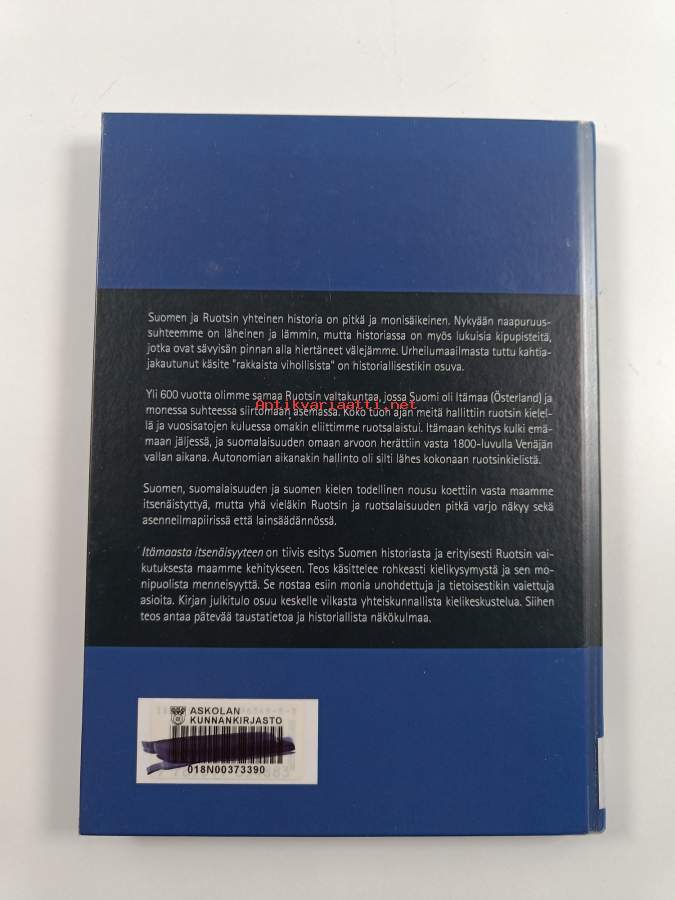 Suomen ja Ruotsin yhteinen historia on pitkä ja monisäikeinen. Nykyään naapuruus-
suhteemme on läheinen ja lämmin, mutta historiassa on myös lukuisia kipupisteitä,
jotka ovat sävyisän pinnan alla hiertäneet välejämme. Urheilumaailmasta tuttu kahtia-
jakautunut käsite "rakkaista vihollisista" on historiallisestikin osuva.
Yli 600 vuotta olimme samaa Ruotsin valtakuntaa, jossa Suomi oli Itämaa (Österland) ja
Antikvariaatti.net
monessa suhteessa siirtomaan asemassa. Koko tuon ajan meitä hallittiin ruotsin kielel-
lä ja vuosisatojen kuluessa omakin eliittimme ruotsalaistui. Itämaan kehitys kulki emä-
maan jäljessä, ja suomalaisuuden omaan arvoon herättiin vasta 1800-luvulla Venäjän
vallan aikana. Autonomian aikanakin hallinto oli silti lähes kokonaan ruotsinkielistä.
Suomen, suomalaisuuden ja suomen kielen todellinen nousu koettiin vasta maamme
itsenäistyttyä, mutta yhä vieläkin Ruotsin ja ruotsalaisuuden pitkä varjo näkyy sekä
asenneilmapiirissä että lainsäädännössä.
Itämaasta itsenäisyyteen on tiivis esitys Suomen historiasta ja erityisesti Ruotsin vai-
kutuksesta maamme kehitykseen. Teos käsittelee rohkeasti kielikysymystä ja sen mo-
nipuolista menneisyyttä. Se nostaa esiin monia unohdettuja ja tietoisestikin vaiettuja
asioita. Kirjan julkitulo osuu keskelle vilkasta yhteiskunnallista kielikeskustelua. Siihen
teos antaa pätevää taustatietoa ja historiallista näkökulmaa.
ASKOLAN
KUNNANKIRJASTO
018N00373390